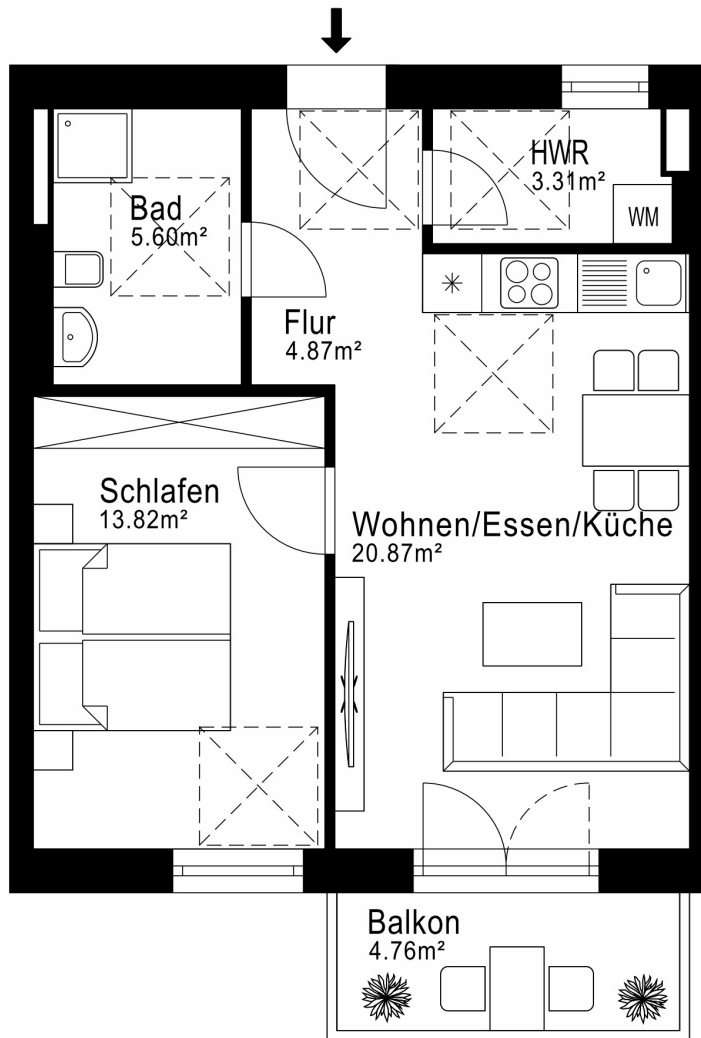 HWR
3.31m²
Bad
5.60m²
WM
Flur
4.87m²
Schlafen
13.82m²
Wohnen/Essen/Küche
20.87m²
Balkon
4.76m²